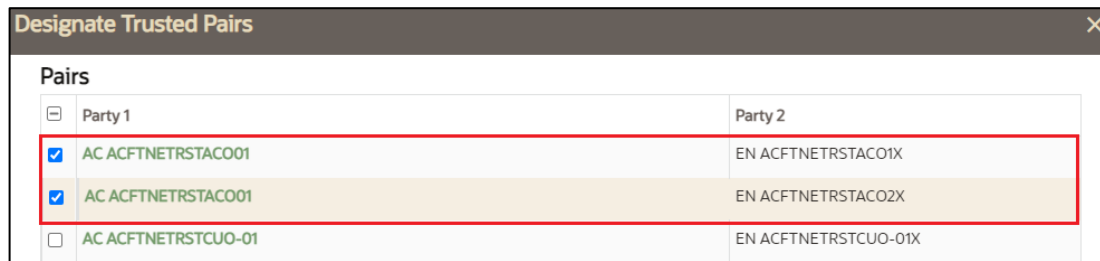 Designate Trusted Pairs
Pairs
Party 1 Party 2
AC ACFTNETRSTACO01 EN ACFTNETRSTACO1X
AC ACFTNETRSTACO01 EN ACFTNETRSTACO2X
AC ACFTNETRSTCUO-01 EN ACFTNETRSTCUO-01X